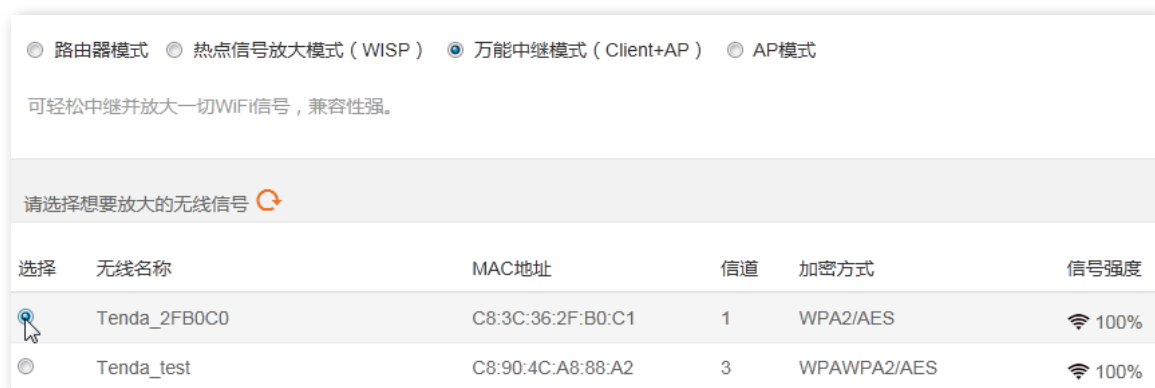 路由器模式 热点信号放大模式（WISP） 万能中继模式（Client+AP） AP模式
可轻松中继并放大一切WiFi信号，兼容性强。
请选择想要放大的无线信号
选择 无线名称 MAC地址 信道 加密方式 信号强度
Tenda_2FB0C0 C8:3C:36:2F:B0:C1 1 WPA2/AES 100%
Tenda_test C8:90:4C:A8:88:A2 3 WPAWPA2/AES 100%